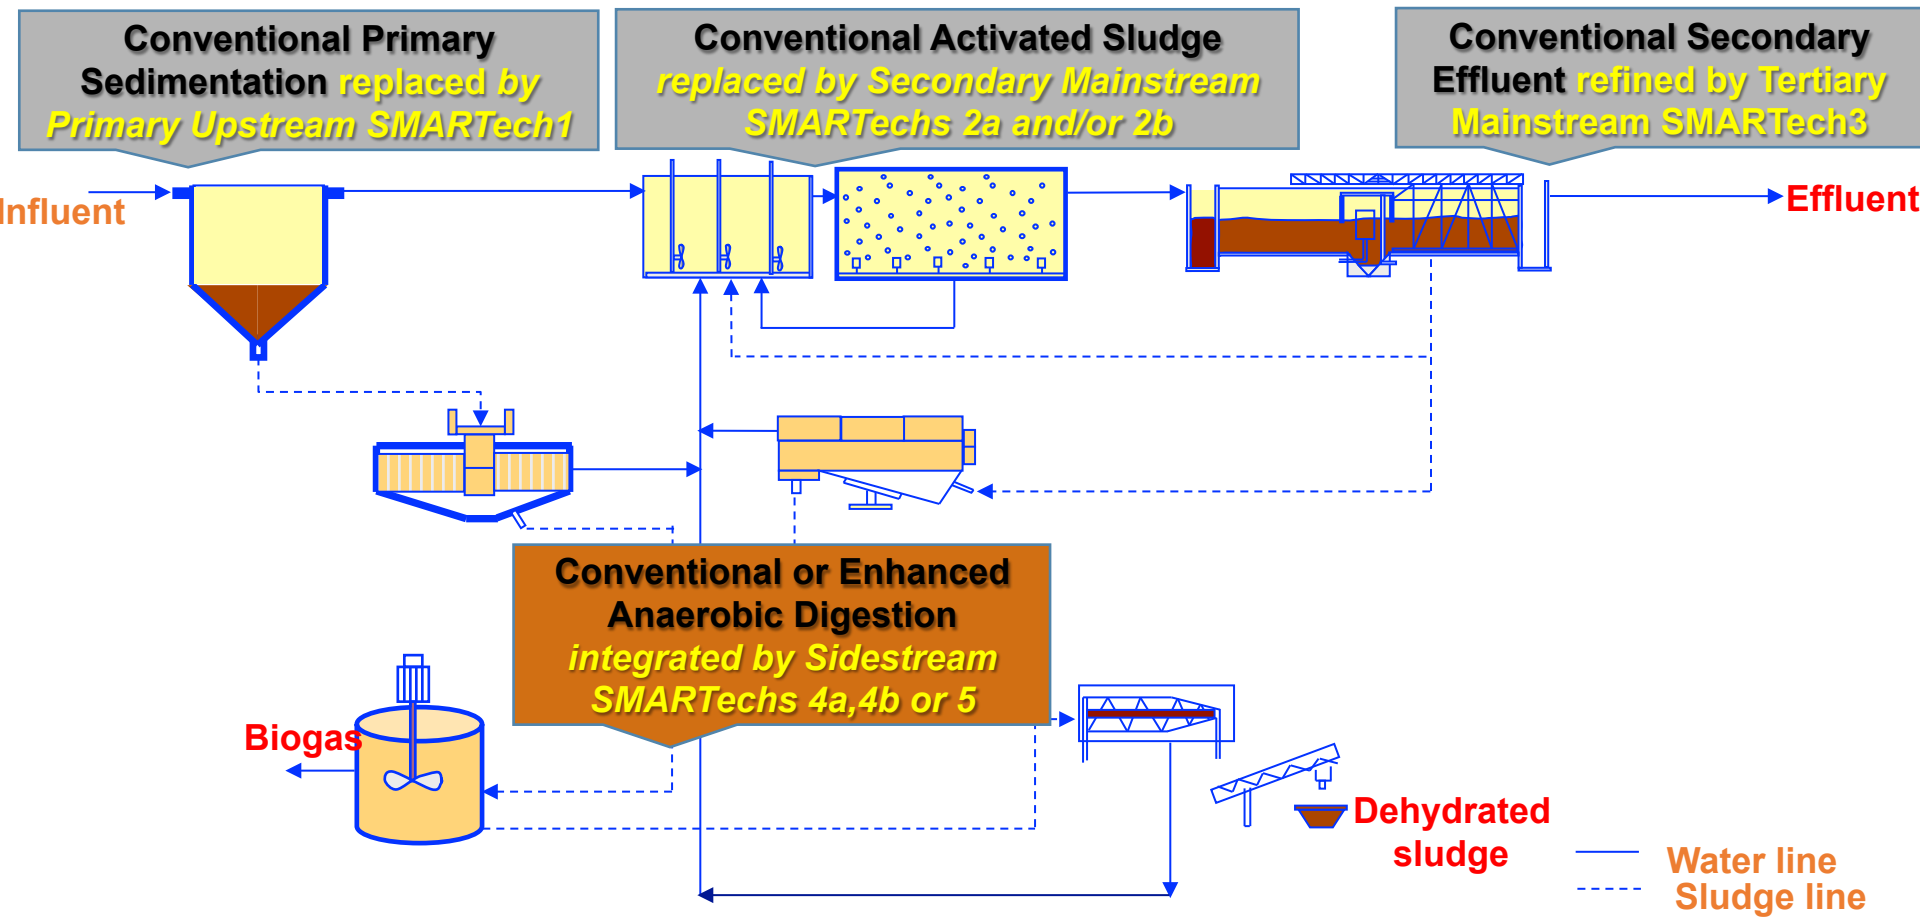 Conventional Primary
Sedimentation replaced by
Primary Upstream SMARTech1
Conventional Activated Sludge
replaced by Secondary Mainstream
SMARTechs 2a and/or 2b
Conventional Secondary
Effluent refined by Tertiary
Mainstream SMARTech3
Influent
Effluent
Conventional or Enhanced
Anaerobic Digestion
integrated by Sidestream
SMARTechs 4a,4b or 5
Biogas
Dehydrated
sludge
Water line
Sludge line